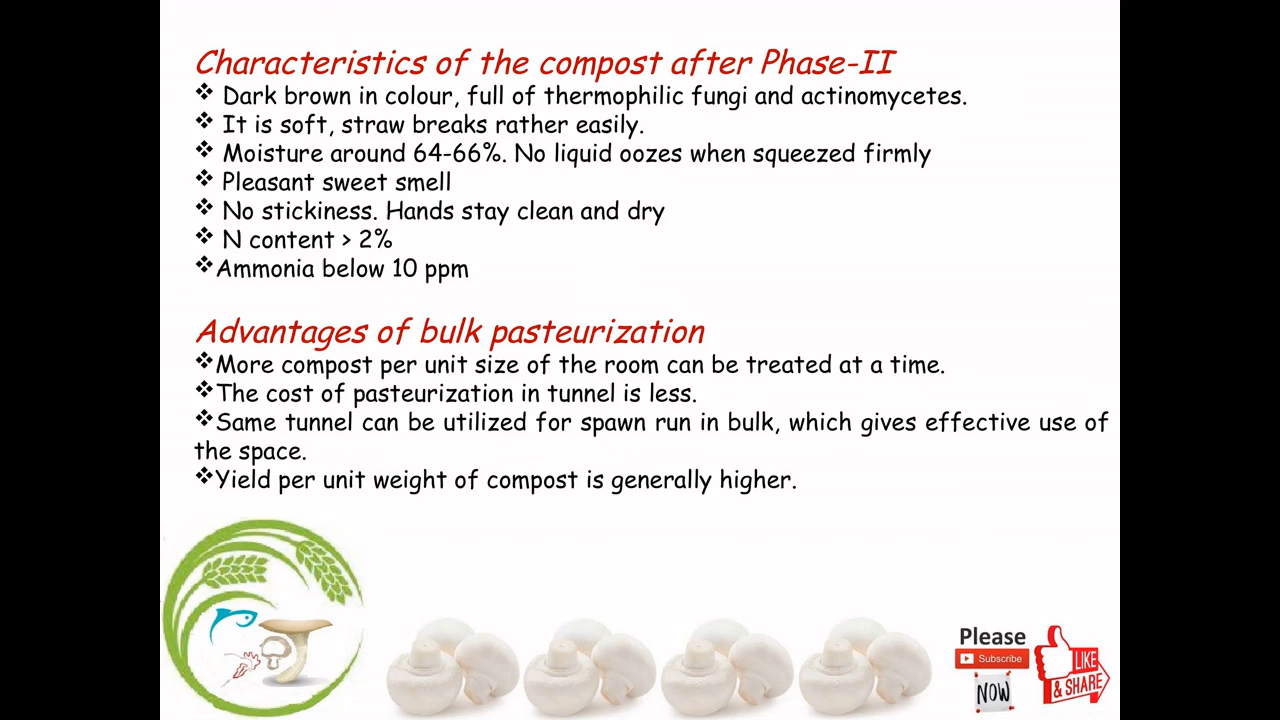 Characteristics of the compost after Phase-II
❖ Dark brown in colour, full of thermophilic fungi and actinomycetes.
❖ It is soft, straw breaks rather easily.
❖ Moisture around 64-66%. No liquid oozes when squeezed firmly
❖ Pleasant sweet smell
❖ No stickiness. Hands stay clean and dry
❖ N content > 2%
❖Ammonia below 10 ppm
Advantages of bulk pasteurization
❖More compost per unit size of the room can be treated at a time.
❖The cost of pasteurization in tunnel is less.
❖Same tunnel can be utilized for spawn run in bulk, which gives effective use of
the space.
❖Yield per unit weight of compost is generally higher.
Please
Subscribe
NOW
LIKE
& SHARE